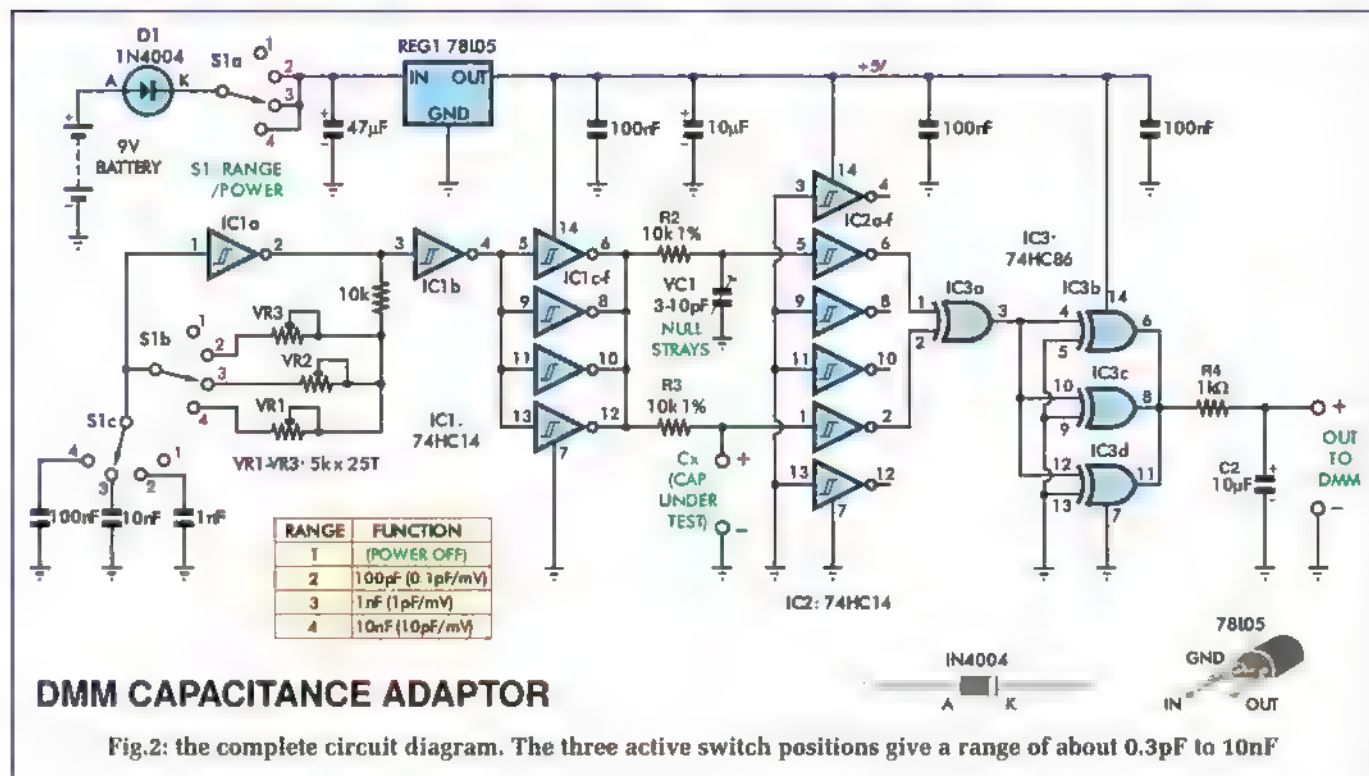 D1
1N4004
A
K
S1a
1
2
3
4
9V
BATTERY
S1 RANGE
/POWER
47µF
REG1 78L05
IN OUT
GND
100nF
10µF
+5V
100nF
100nF
IC1a
1
2
10k
3
IC1b
4
S1b
1
2
3
4
VR3
VR2
VR1
VR1-VR3: 5k x 25T
S1c
4
3
2
1
100nF
10nF
1nF
IC1:
74HC14
14
5
6
IC1c-f
9
8
11
10
13
12
7
R2
10k 1%
VC1
3-10pF
NULL
STRAYS
R3
10k 1%
Cx
(CAP
UNDER
TEST)
+
–
14
3
4
IC2a-f
5
6
9
8
11
10
1
2
13
12
7
IC2: 74HC14
IC3a
1
2
3
IC3:
74HC86
IC3b
14
4
5
6
IC3c
10
9
8
IC3d
12
13
11
7
R4
1kΩ
C2
10µF
+
OUT
TO
DMM
–
RANGE FUNCTION
1 (POWER OFF)
2 100pF (0.1pF/mV)
3 1nF (1pF/mV)
4 10nF (10pF/mV)
1N4004
A K
78L05
GND
IN
OUT
DMM CAPACITANCE ADAPTOR
Fig.2: the complete circuit diagram. The three active switch positions give a range of about 0.3pF to 10nF